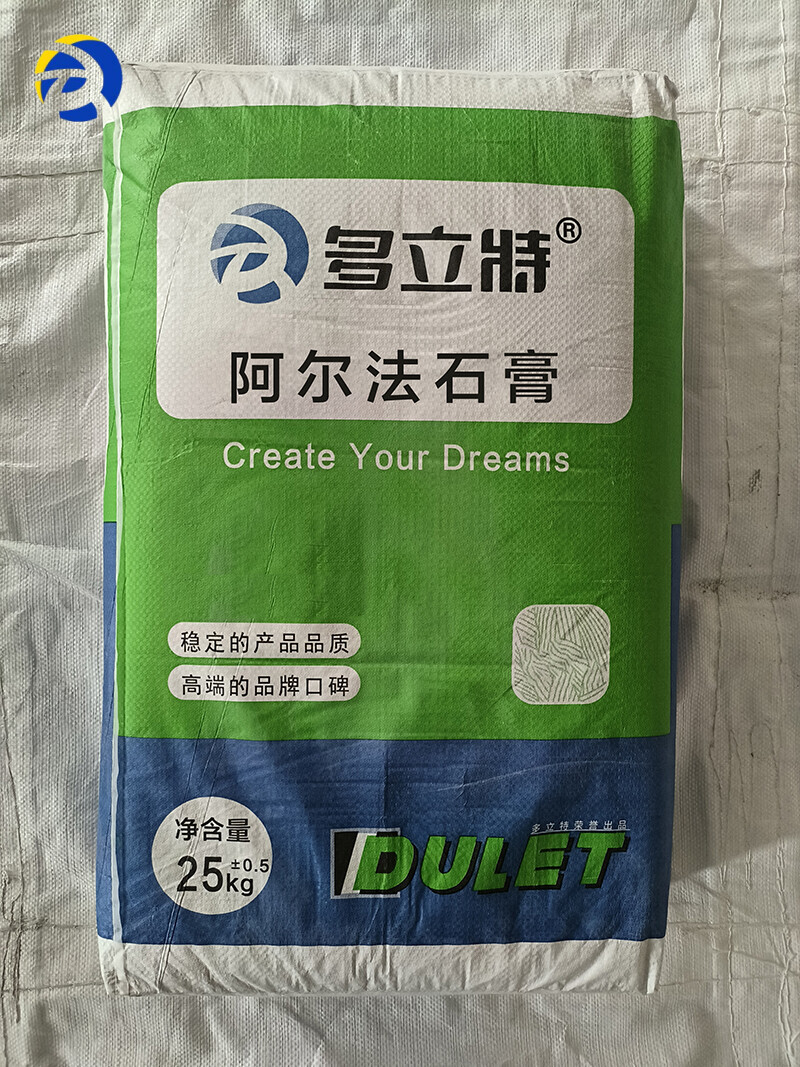 多立特®
阿尔法石膏
Create Your Dreams
稳定的产品品质
高端的品牌口碑
净含量
25±0.5kg
多立特荣誉出品
DULET